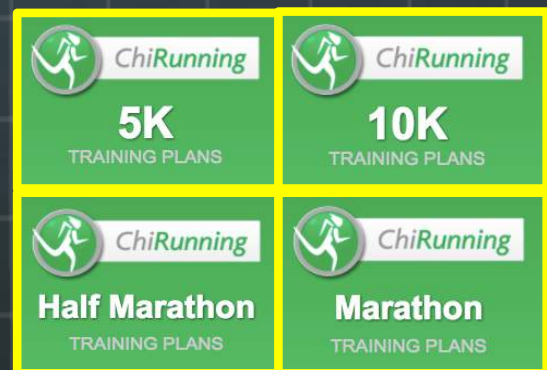 ChiRunning
5K
TRAINING PLANS
ChiRunning
10K
TRAINING PLANS
ChiRunning
Half Marathon
TRAINING PLANS
ChiRunning
Marathon
TRAINING PLANS